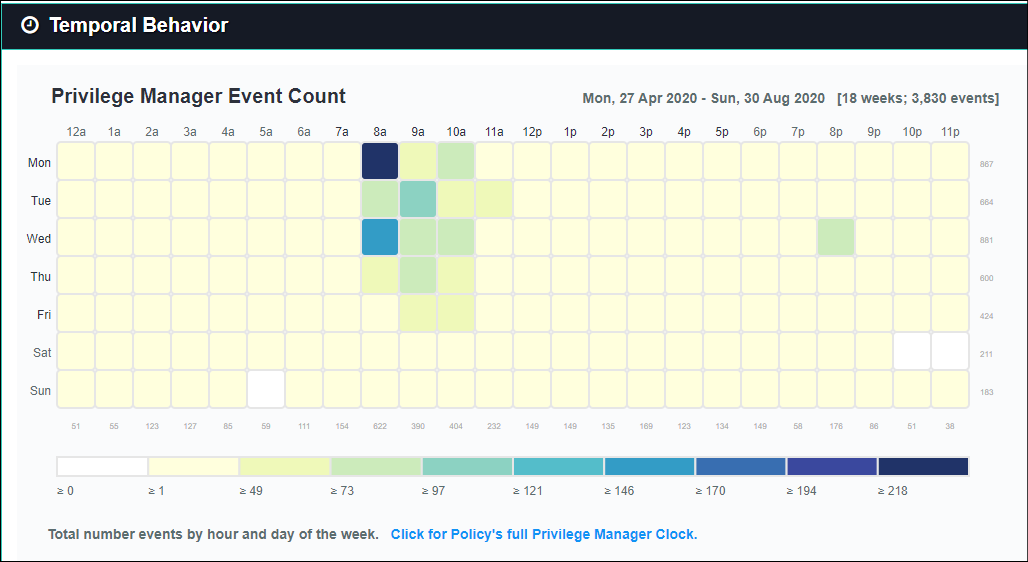 Temporal Behavior
Privilege Manager Event Count
Mon, 27 Apr 2020 - Sun, 30 Aug 2020 [18 weeks; 3,830 events]
12a 1a 2a 3a 4a 5a 6a 7a 8a 9a 10a 11a 12p 1p 2p 3p 4p 5p 6p 7p 8p 9p 10p 11p
Mon 867
Tue 664
Wed 881
Thu 600
Fri 424
Sat 211
Sun 183
51 55 123 127 85 59 111 154 622 390 404 232 149 149 135 169 123 134 149 58 176 86 51 38
≥ 0 ≥ 1 ≥ 49 ≥ 73 ≥ 97 ≥ 121 ≥ 146 ≥ 170 ≥ 194 ≥ 218
Total number events by hour and day of the week. Click for Policy's full Privilege Manager Clock.